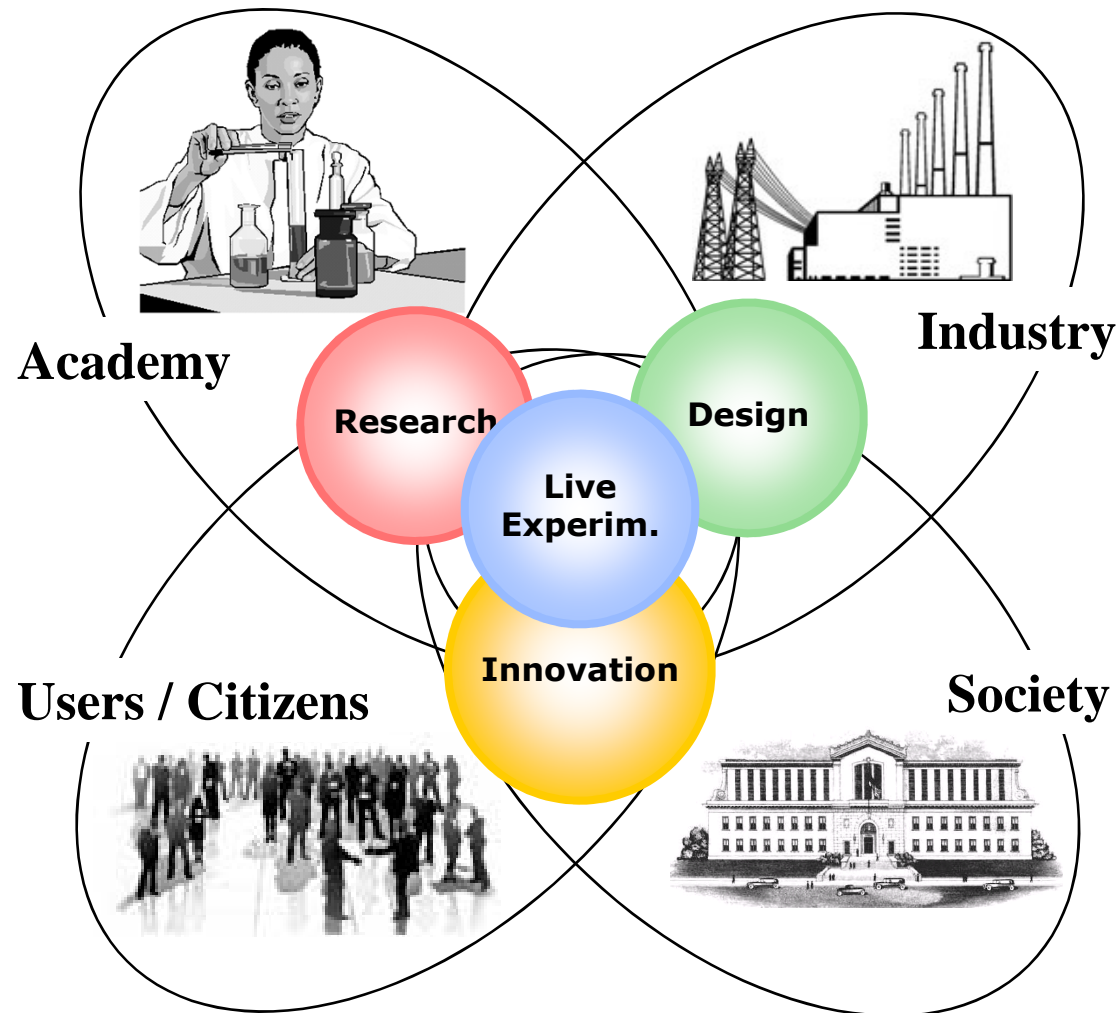 Industry
Academy
Research
Design
Live
Experim.
Innovation
Users / Citizens
Society